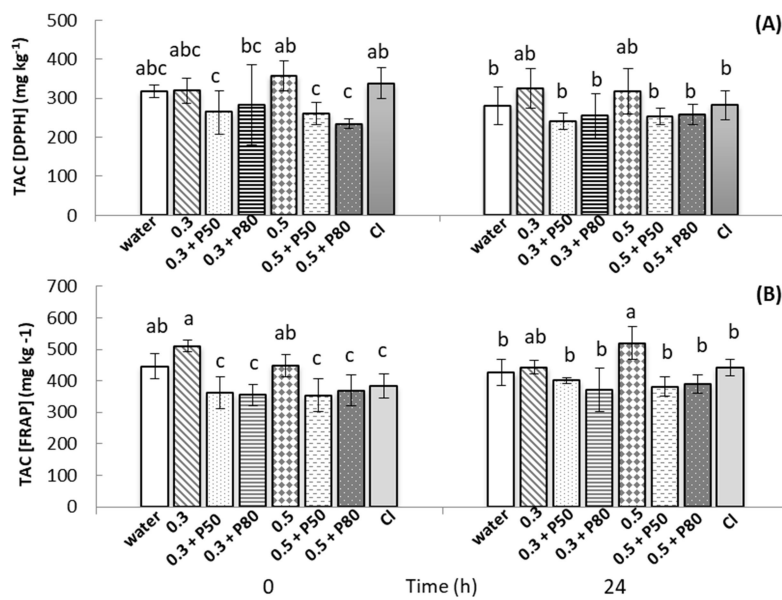 (A)
TAC [DPPH] (mg kg-1)
500
400
300
200
100
0
abc abc c bc ab c c ab
b ab b b ab b b b
water 0.3 0.3 + P50 0.3 + P80 0.5 0.5 + P50 0.5 + P80 Cl
water 0.3 0.3 + P50 0.3 + P80 0.5 0.5 + P50 0.5 + P80 Cl
(B)
TAC [FRAP] (mg kg -1)
700
600
500
400
300
200
100
0
ab a c c ab c c c
b ab b b a b b b
water 0.3 0.3 + P50 0.3 + P80 0.5 0.5 + P50 0.5 + P80 Cl
water 0.3 0.3 + P50 0.3 + P80 0.5 0.5 + P50 0.5 + P80 Cl
0 Time (h) 24